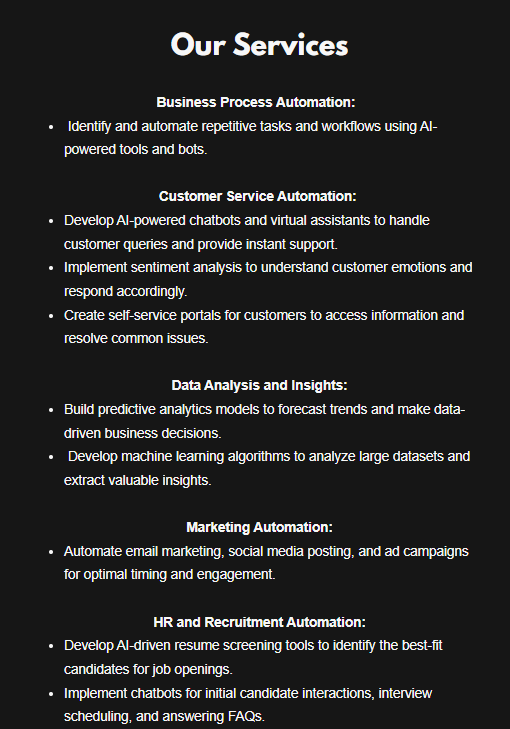 Our Services
Business Process Automation:
• Identify and automate repetitive tasks and workflows using AI-
powered tools and bots.
Customer Service Automation:
• Develop AI-powered chatbots and virtual assistants to handle
customer queries and provide instant support.
• Implement sentiment analysis to understand customer emotions and
respond accordingly.
• Create self-service portals for customers to access information and
resolve common issues.
Data Analysis and Insights:
• Build predictive analytics models to forecast trends and make data-
driven business decisions.
• Develop machine learning algorithms to analyze large datasets and
extract valuable insights.
Marketing Automation:
• Automate email marketing, social media posting, and ad campaigns
for optimal timing and engagement.
HR and Recruitment Automation:
• Develop AI-driven resume screening tools to identify the best-fit
candidates for job openings.
• Implement chatbots for initial candidate interactions, interview
scheduling, and answering FAQs.